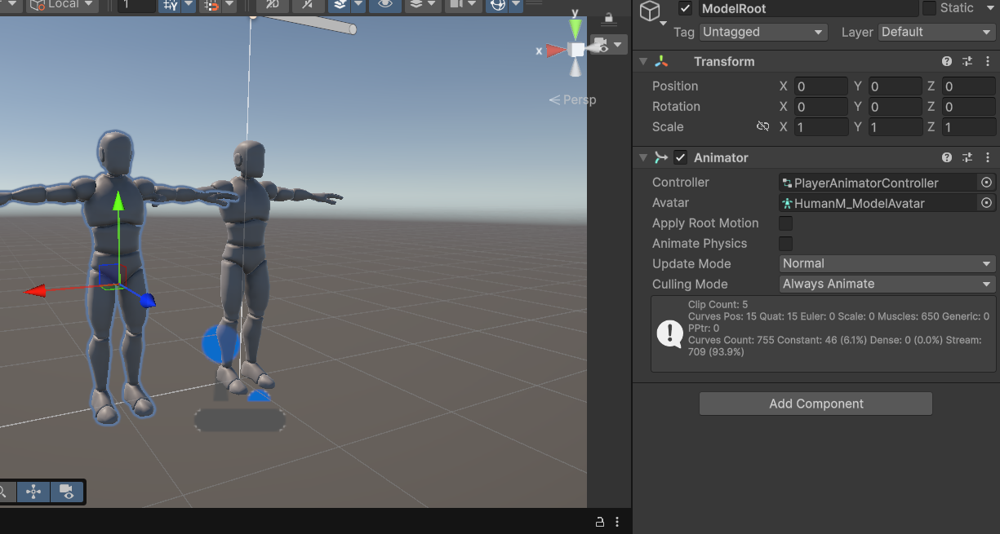 Local
1
2D
y
x
Persp
ModelRoot
Static
Tag Untagged Layer Default
Transform
Position X 0 Y 0 Z 0
Rotation X 0 Y 0 Z 0
Scale X 1 Y 1 Z 1
Animator
Controller PlayerAnimatorController
Avatar HumanM_ModelAvatar
Apply Root Motion
Animate Physics
Update Mode Normal
Culling Mode Always Animate
Clip Count: 5
Curves Pos: 15 Quat: 15 Euler: 0 Scale: 0 Muscles: 650 Generic: 0
PPtr: 0
Curves Count: 755 Constant: 46 (6.1%) Dense: 0 (0.0%) Stream:
709 (93.9%)
Add Component